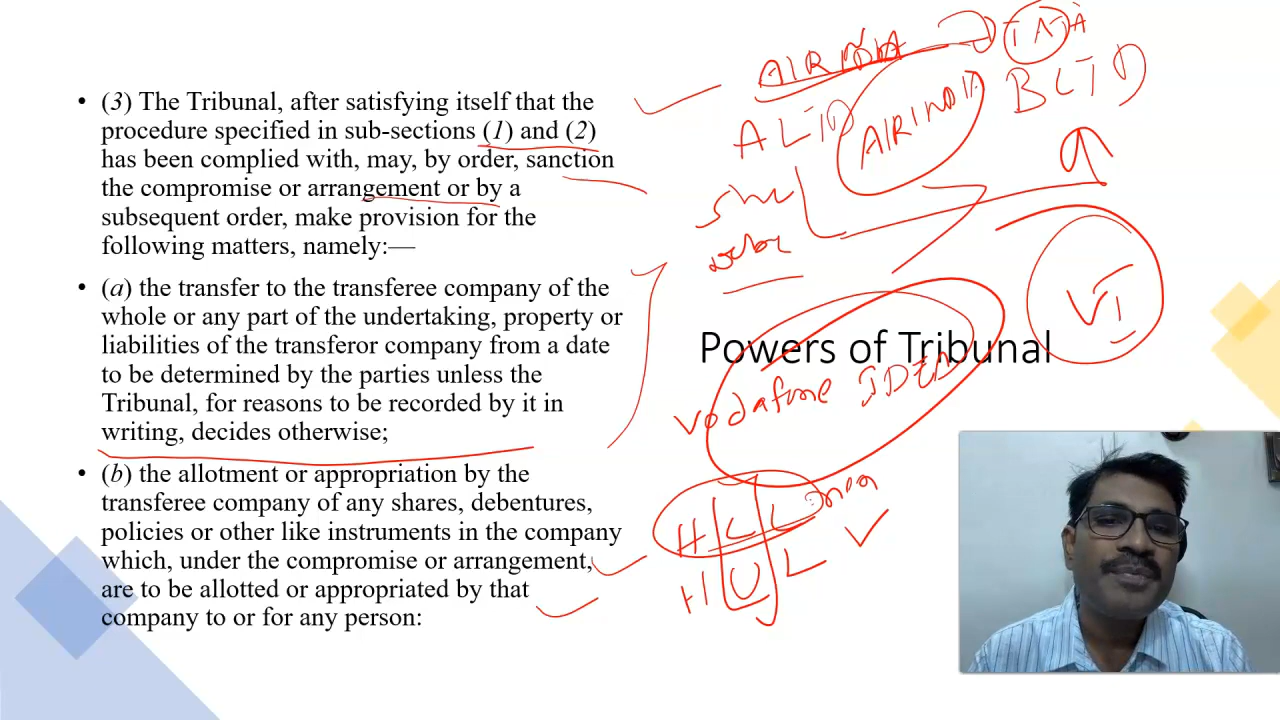 • (3) The Tribunal, after satisfying itself that the
procedure specified in sub-sections (1) and (2)
has been complied with, may, by order, sanction
the compromise or arrangement or by a
subsequent order, make provision for the
following matters, namely:—
• (a) the transfer to the transferee company of the
whole or any part of the undertaking, property or
liabilities of the transferor company from a date
to be determined by the parties unless the
Tribunal, for reasons to be recorded by it in
writing, decides otherwise;
• (b) the allotment or appropriation by the
transferee company of any shares, debentures,
policies or other like instruments in the company
which, under the compromise or arrangement,
are to be allotted or appropriated by that
company to or for any person:
AIR INDIA TATA
A LTD AIR INDIA B LTD
Powers of Tribunal
VI
Vodafone IDEA
H L L
H U L